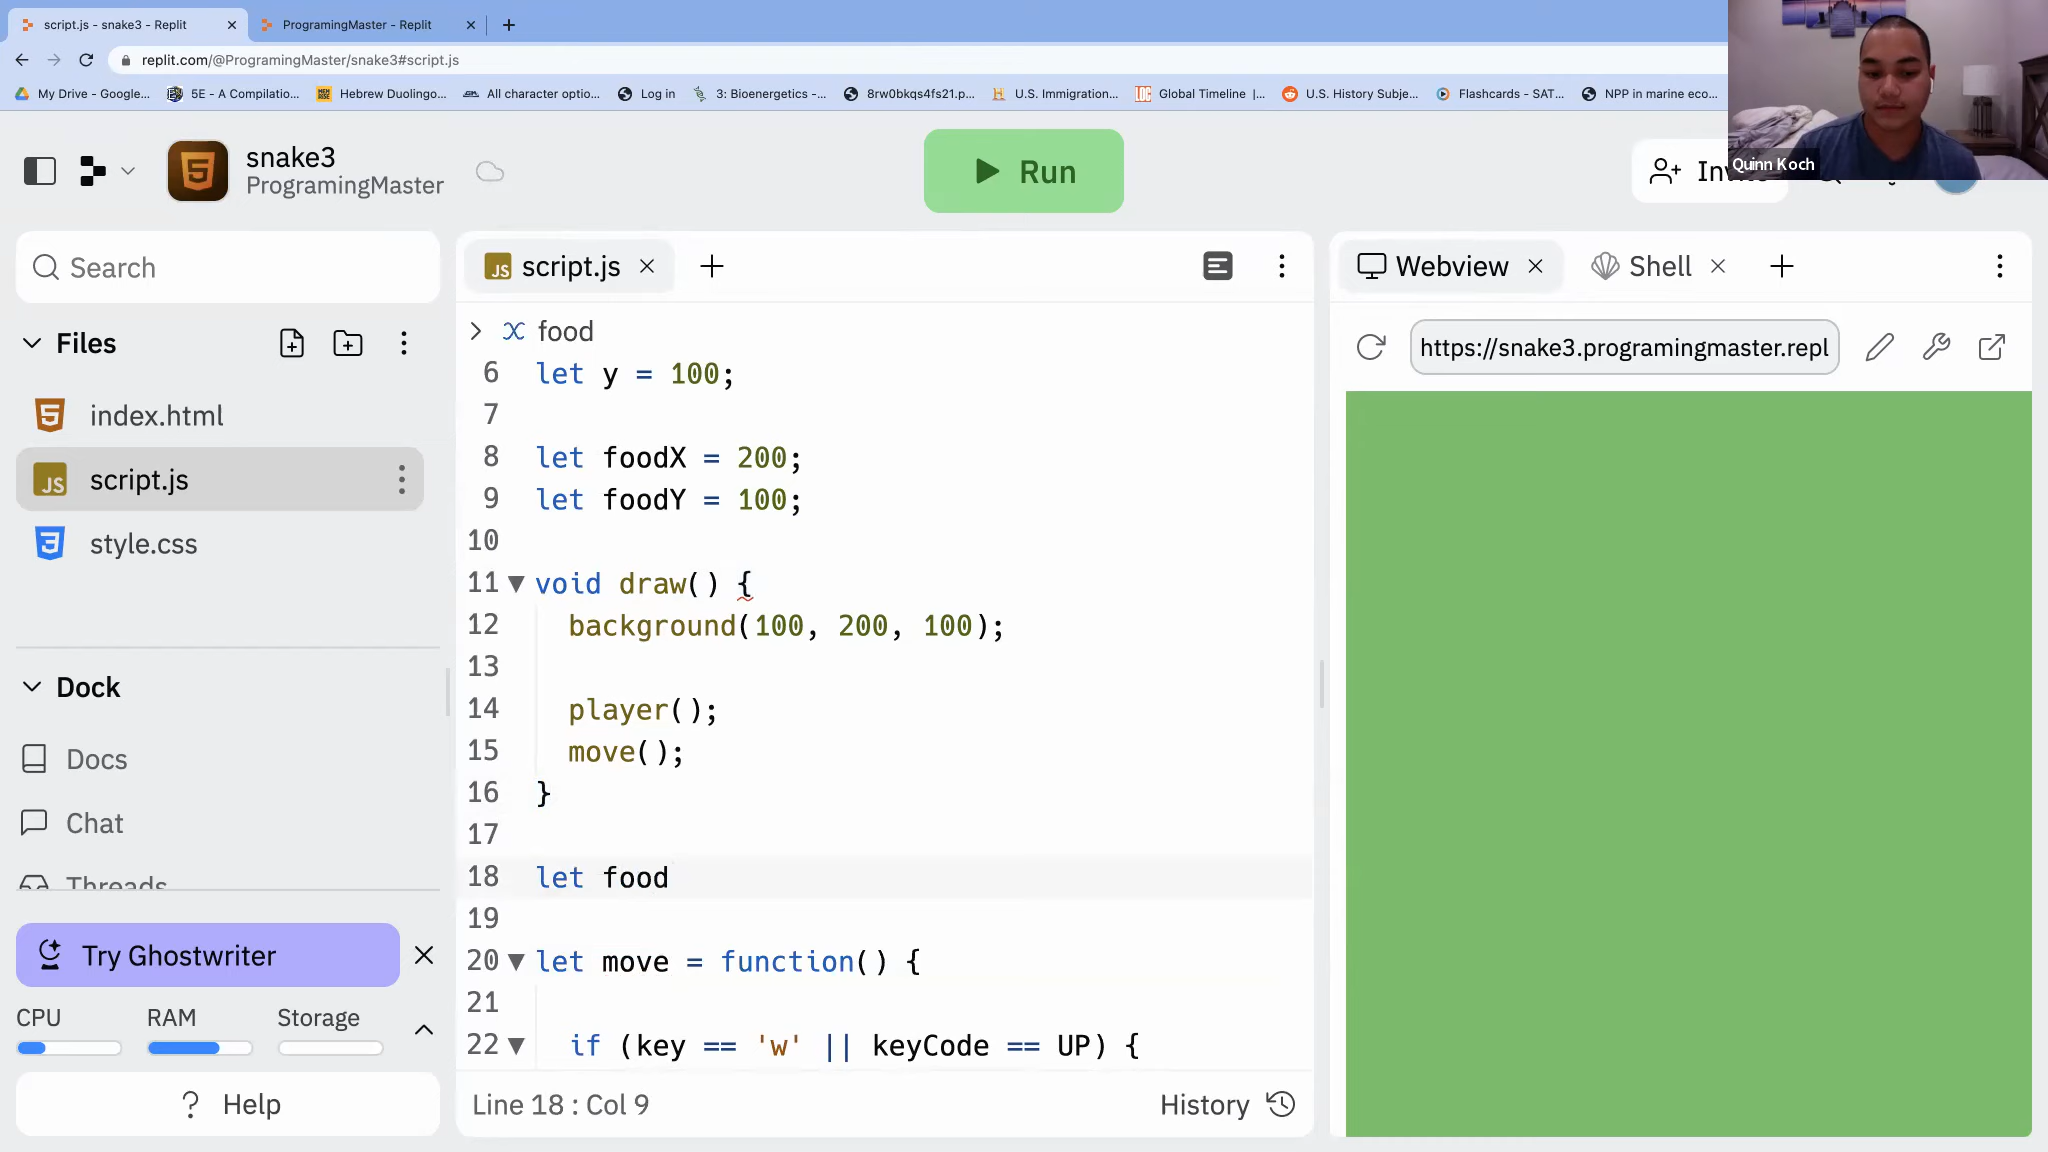 script.js - snake3 - Replit
ProgramingMaster - Replit
replit.com/@ProgramingMaster/snake3#script.js
My Drive - Google...
5E - A Compilatio...
Hebrew Duolingo...
All character optio...
Log in
3: Bioenergetics -...
8rw0bkqs4fs21.p...
U.S. Immigration...
Global Timeline |...
U.S. History Subje...
Flashcards - SAT...
NPP in marine eco...
snake3
ProgramingMaster
Run
Quinn Koch
Search
Files
index.html
script.js
style.css
Dock
Docs
Chat
Threads
Try Ghostwriter
CPU
RAM
Storage
? Help
JS script.js
food
6 let y = 100;
7
8 let foodX = 200;
9 let foodY = 100;
10
11 void draw() {
12 background(100, 200, 100);
13
14 player();
15 move();
16 }
17
18 let food
19
20 let move = function() {
21
22 if (key == 'w' || keyCode == UP) {
Line 18 : Col 9
History
Webview
Shell
https://snake3.programingmaster.repl